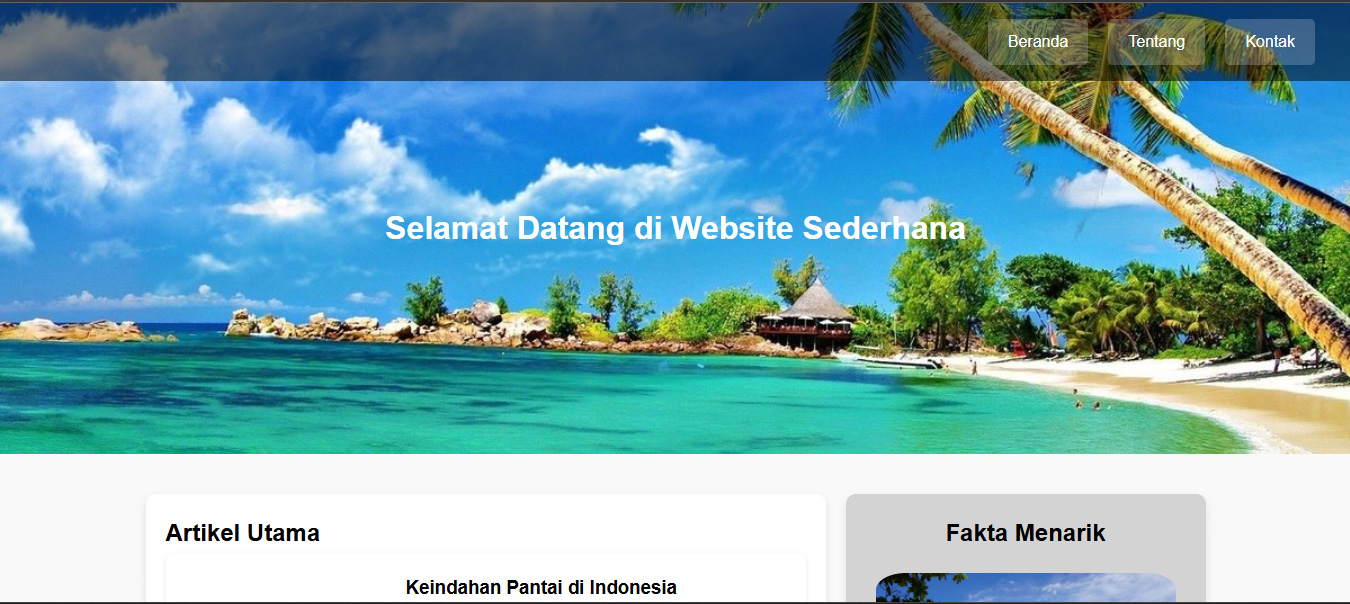 Beranda Tentang Kontak
Selamat Datang di Website Sederhana
Artikel Utama
Keindahan Pantai di Indonesia
Fakta Menarik